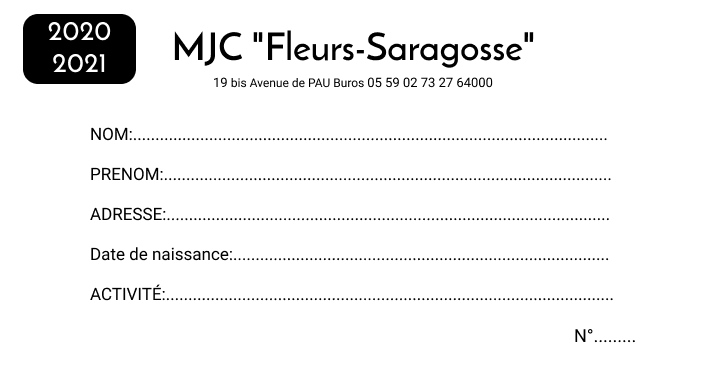 2020
2021
MJC "Fleurs-Saragosse"
19 bis Avenue de PAU Buros 05 59 02 73 27 64000
NOM:..........................................................................................................
PRENOM:....................................................................................................
ADRESSE:...................................................................................................
Date de naissance:....................................................................................
ACTIVITÉ:....................................................................................................
N°.........